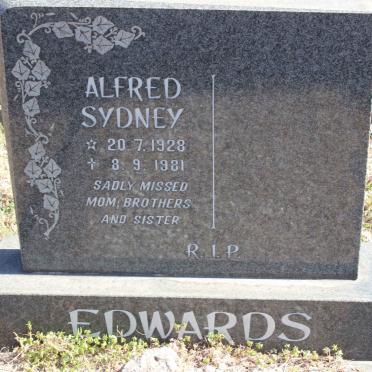 ALFRED
SYDNEY
☆ 20.7.1928
✝ 8.9.1981
SADLY MISSED
MOM, BROTHERS
AND SISTER
R.I.P.
EDWARDS